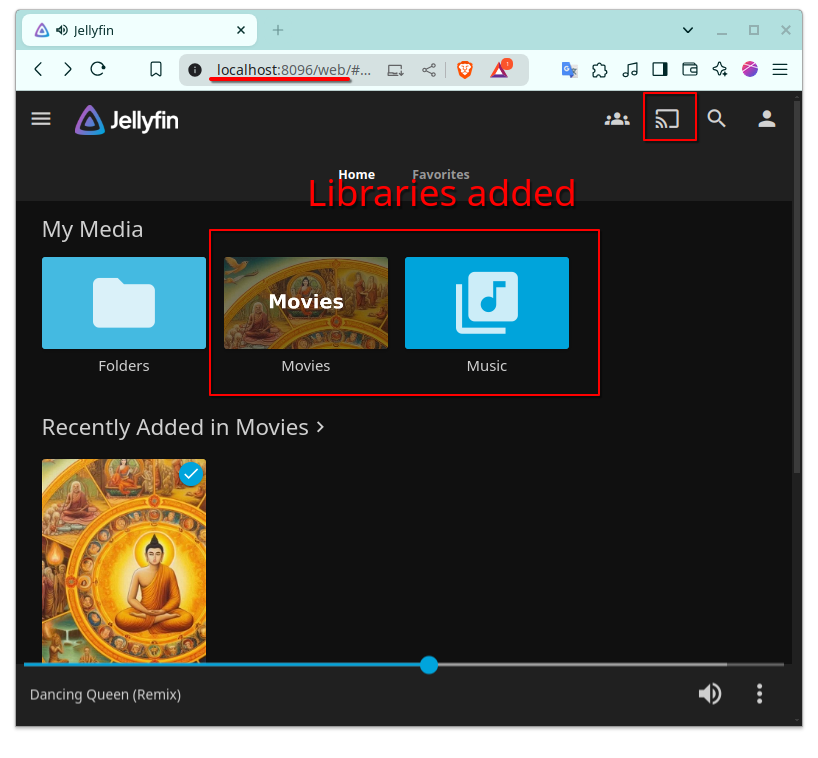 Jellyfin
localhost:8096/web/#...
1
Jellyfin
Home
Favorites
Libraries added
My Media
Movies
Folders
Movies
Music
Recently Added in Movies
Dancing Queen (Remix)